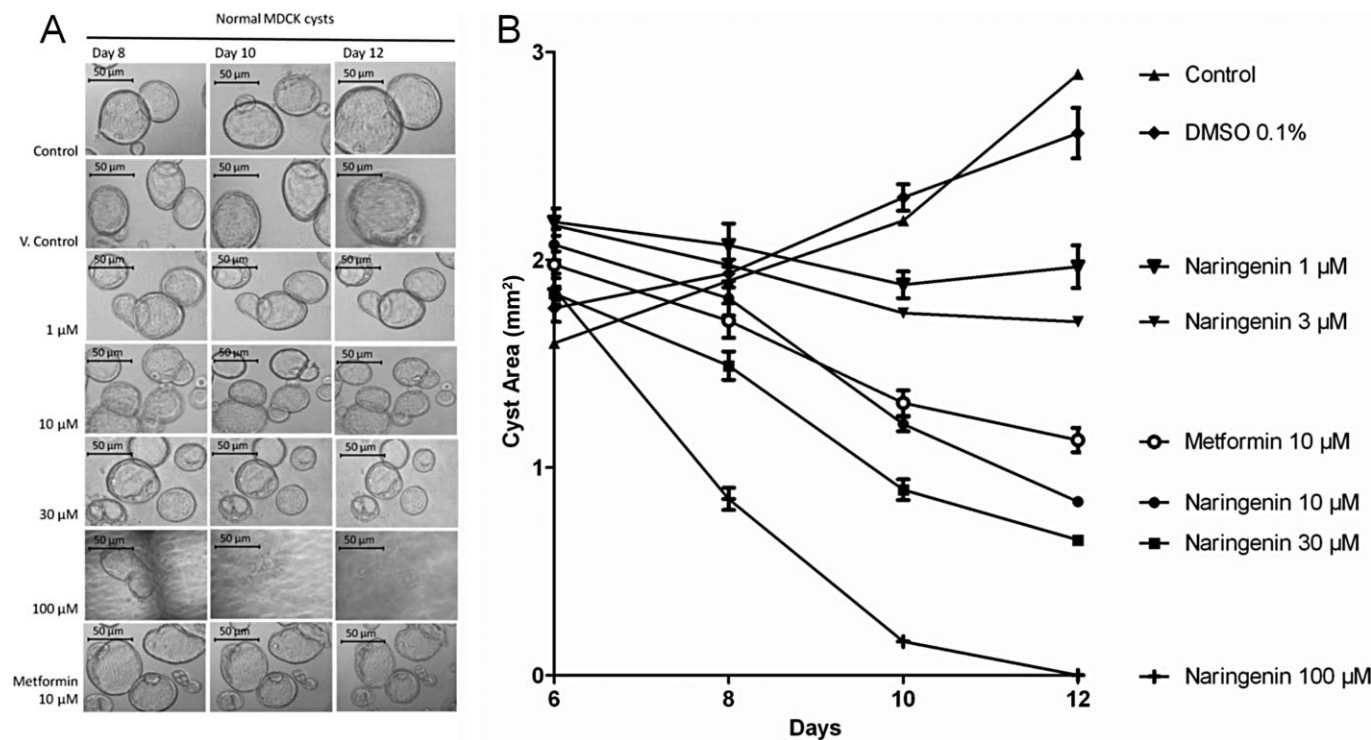 A
Normal MDCK cysts
Day 8 Day 10 Day 12
50 µm 50 µm 50 µm
Control
50 µm 50 µm 50 µm
V. Control
50 µm 50 µm 50 µm
1 µM
50 µm 50 µm 50 µm
10 µM
50 µm 50 µm 50 µm
30 µM
50 µm 50 µm 50 µm
100 µM
50 µm 50 µm 50 µm
Metformin
10 µM
B
Cyst Area (mm²)
3
2
1
0
6 8 10 12
Days
Control
DMSO 0.1%
Naringenin 1 µM
Naringenin 3 µM
Metformin 10 µM
Naringenin 10 µM
Naringenin 30 µM
Naringenin 100 µM